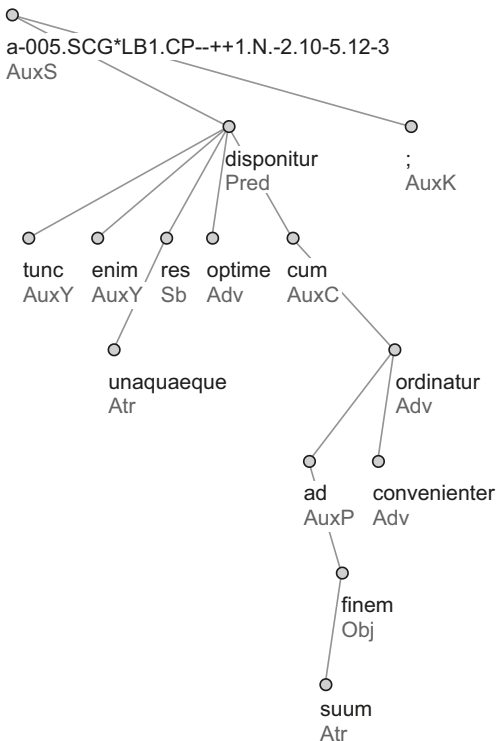 a-005.SCG*LB1.CP--++1.N.-2.10-5.12-3
AuxS
disponitur ;
Pred AuxK
tunc enim res optime cum
AuxY AuxY Sb Adv AuxC
unaquaeque ordinatur
Atr Adv
ad convenienter
AuxP Adv
finem
Obj
suum
Atr